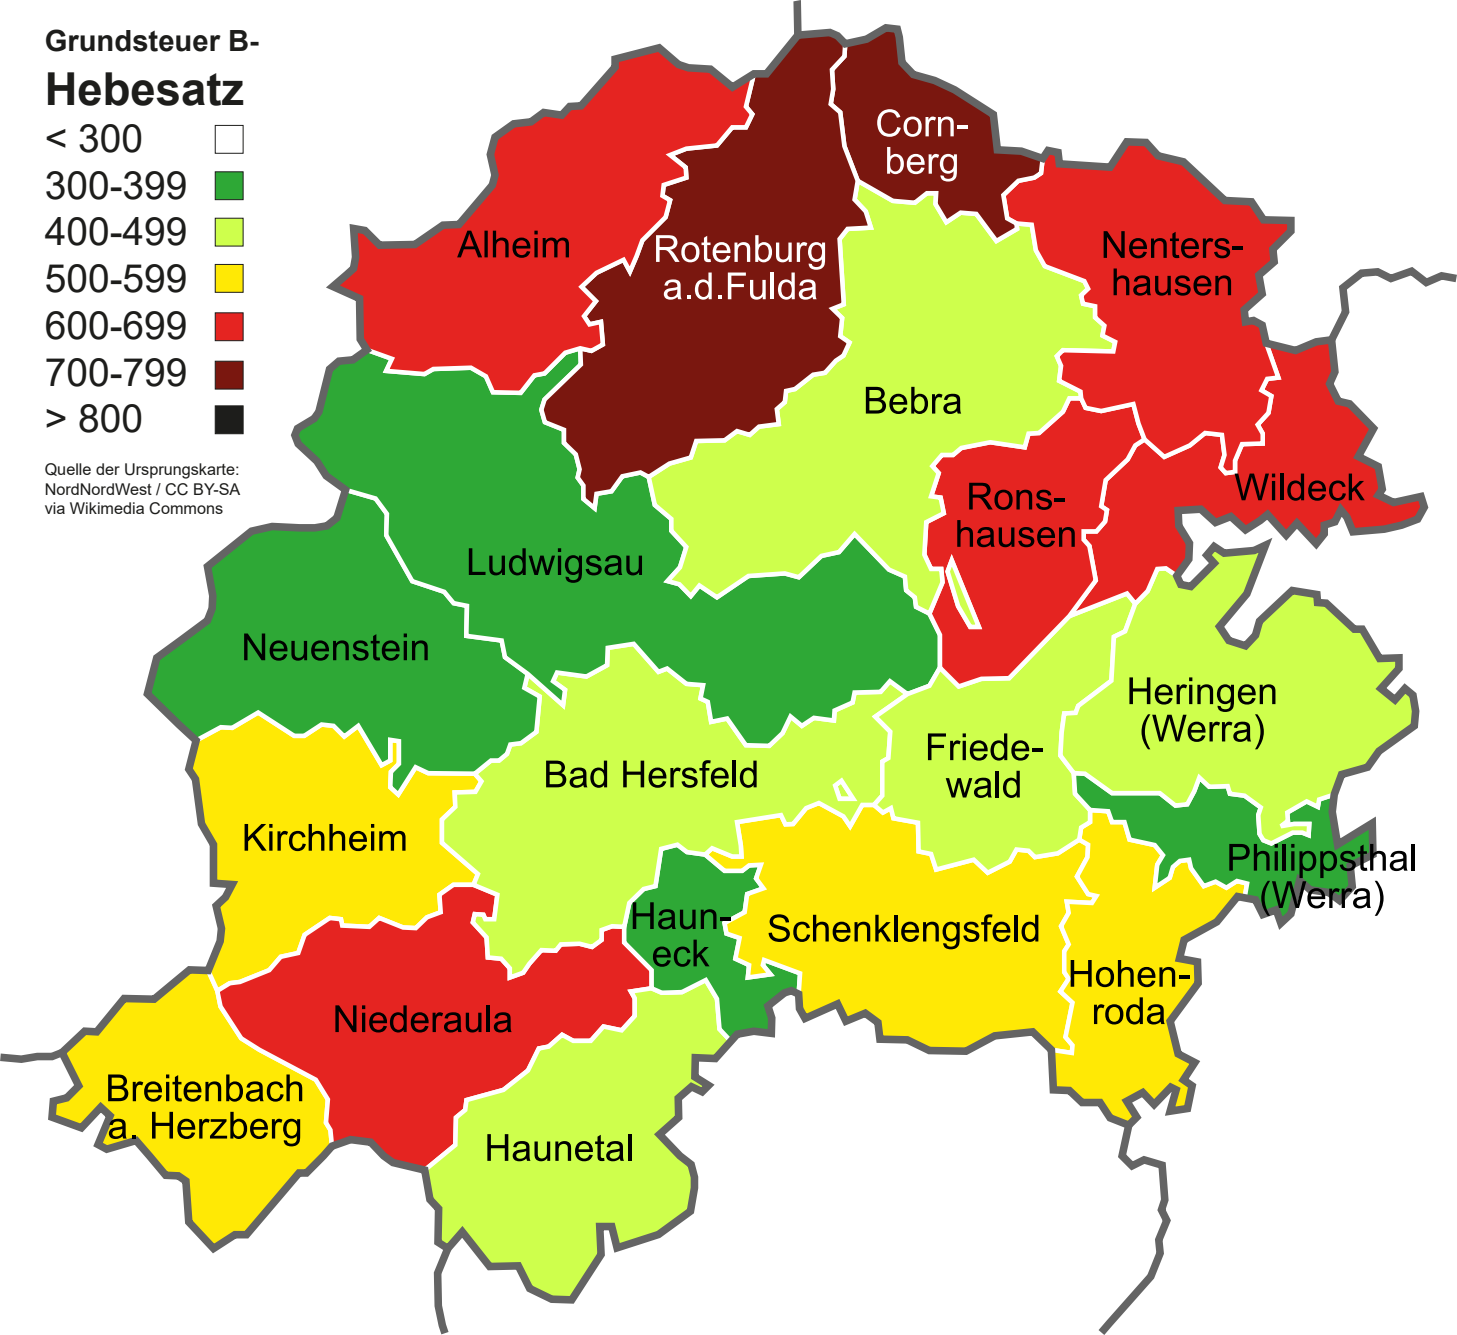 Grundsteuer B-
Hebesatz
< 300
300-399
400-499
500-599
600-699
700-799
> 800
Quelle der Ursprungskarte:
NordNordWest / CC BY-SA
via Wikimedia Commons
Corn-
berg
Alheim
Rotenburg
a.d.Fulda
Nenters-
hausen
Bebra
Wildeck
Rons-
hausen
Ludwigsau
Neuenstein
Heringen
(Werra)
Friede-
wald
Bad Hersfeld
Kirchheim
Philippsthal
(Werra)
Haun-
eck
Schenklengsfeld
Hohen-
roda
Niederaula
Breitenbach
a. Herzberg
Haunetal